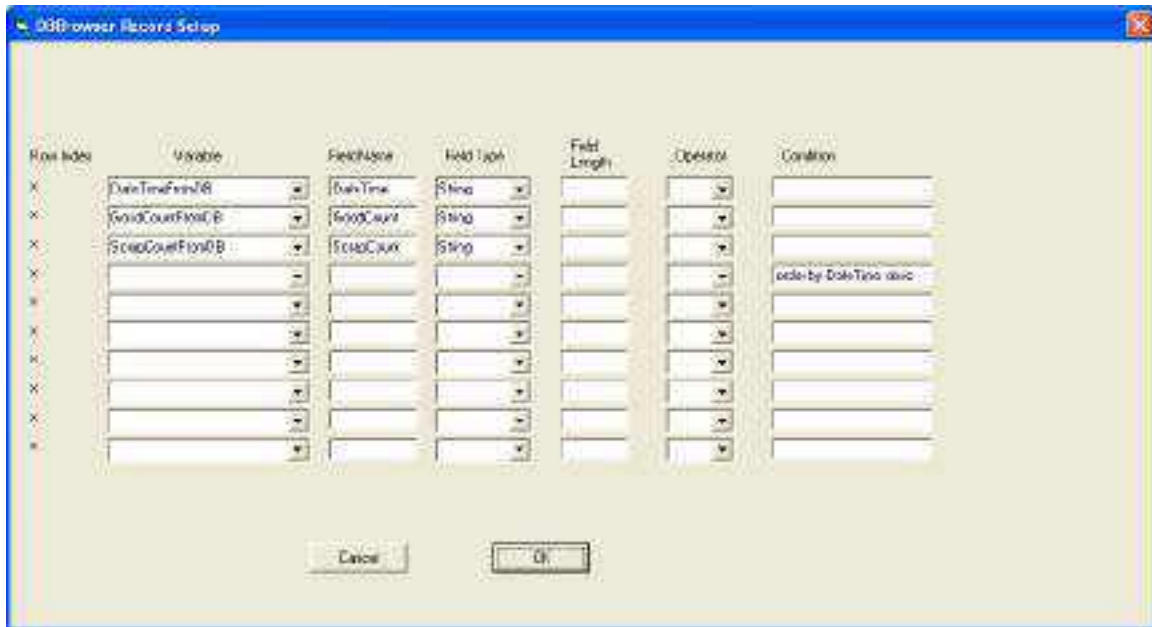 DBBrowser Record Setup
Row Index Variable FieldName Field Type Field Length Operator Condition
× DateTimeFromDB DateTime String
× GoodCountFromDB GoodCount String
× ScrapCountFromDB ScrapCount String
× order by DateTime desc
×
×
×
×
×
×
Cancel OK